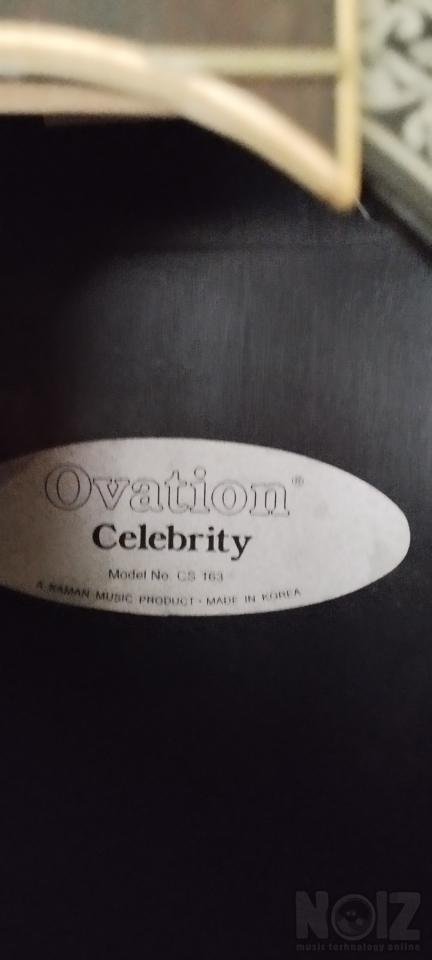 Ovation®
Celebrity
Model No. CS 163
A KAMAN MUSIC PRODUCT - MADE IN KOREA
NOIZ
music technology online